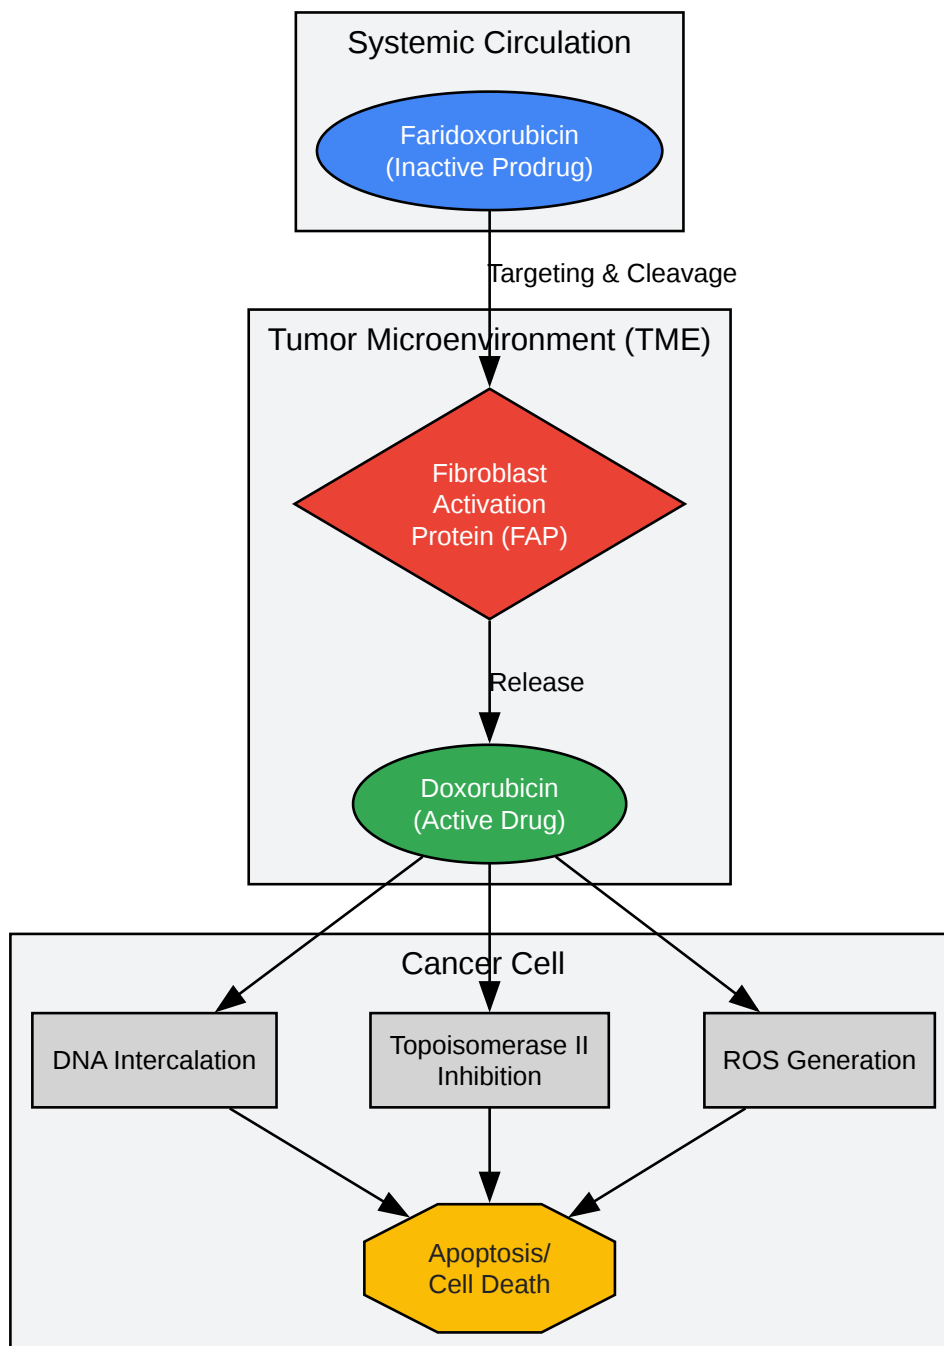 Systemic Circulation
Faridoxorubicin
(Inactive Prodrug)
Targeting & Cleavage
Tumor Microenvironment (TME)
Fibroblast
Activation
Protein (FAP)
Release
Doxorubicin
(Active Drug)
Cancer Cell
DNA Intercalation
Topoisomerase II
Inhibition
ROS Generation
Apoptosis/
Cell Death